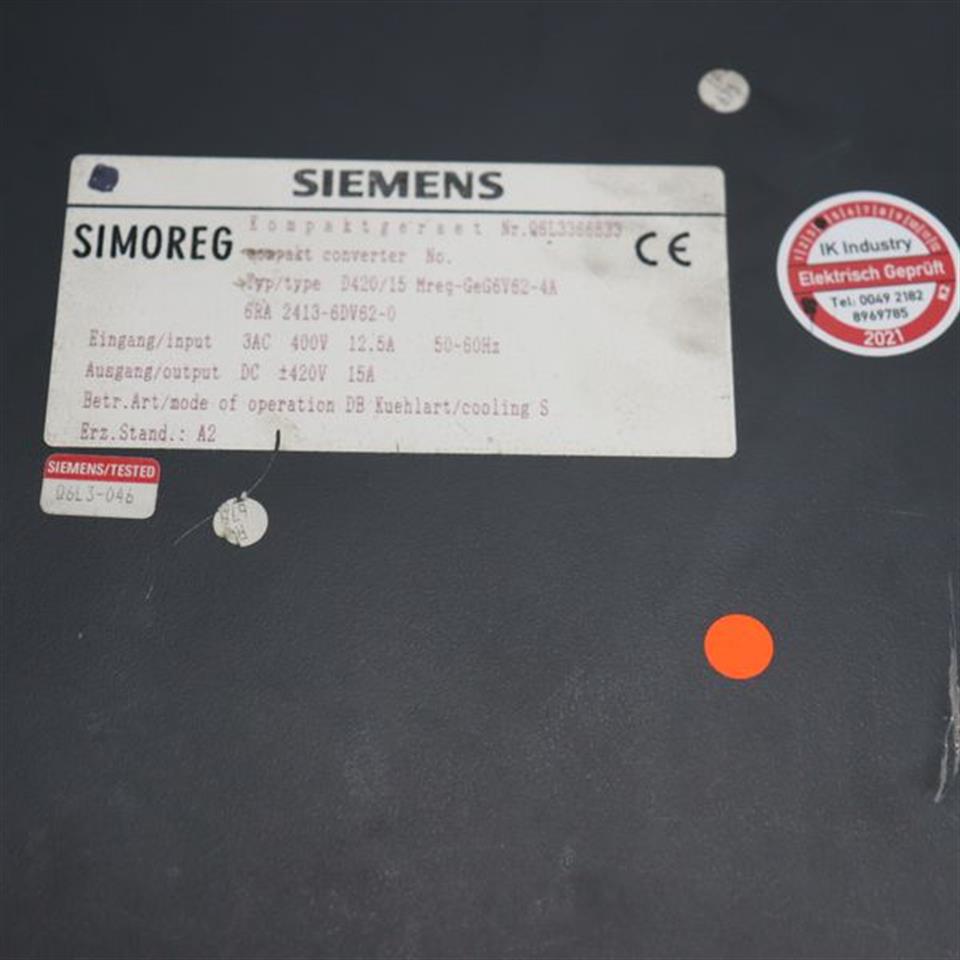 SIEMENS
SIMOREG
Kompaktgeraet Nr.Q6L3366833
kompakt converter No.
Typ/type D420/15 Mreq-GeG6V62-4A
6RA 2413-6DV62-0
Eingang/input 3AC 400V 12.5A 50-60Hz
Ausgang/output DC ±420V 15A
Betr.Art/mode of operation DB Kuehlart/cooling S
Erz.Stand.: A2
CE
SIEMENS/TESTED
Q6L3-046
IK Industry
Elektrisch Geprüft
Tel: 0049 2182
8969785
2021